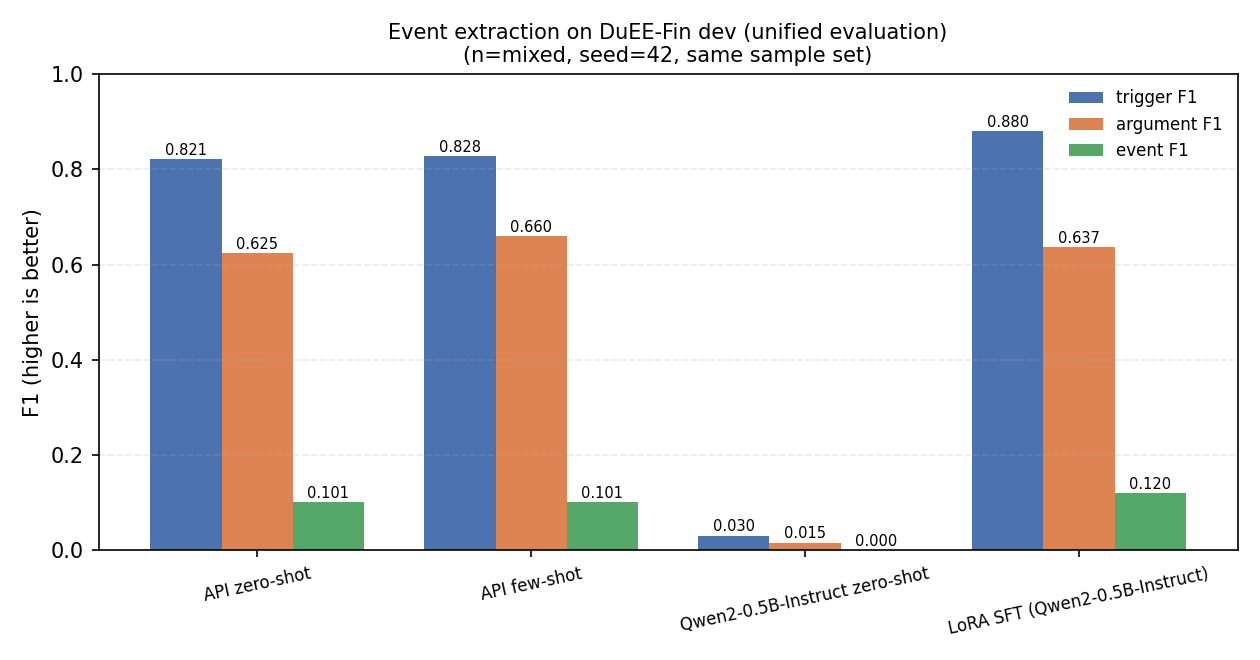 Event extraction on DuEE-Fin dev (unified evaluation)
(n=mixed, seed=42, same sample set)
F1 (higher is better)
1.0
0.8
0.6
0.4
0.2
0.0
trigger F1
argument F1
event F1
0.821
0.625
0.101
0.828
0.660
0.101
0.030
0.015
0.000
0.880
0.637
0.120
API zero-shot
API few-shot
Qwen2-0.5B-Instruct zero-shot
LoRA SFT (Qwen2-0.5B-Instruct)